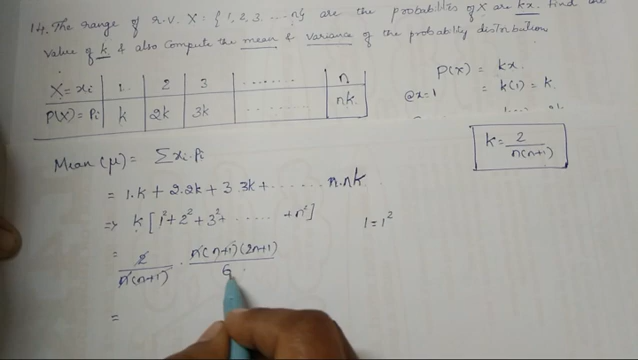 14. The range of r.v. X = { 1, 2, 3 ... n} are the probabilities of X are kx. Find the
value of k & also Compute the mean & variance of the probability distribution
X = xi 1 2 3 ........ n
P(X) = Pi k 2k 3k ........ nk
P(X) = kx
@x=1 = k(1) = k
k = 2/n(n+1)
Mean (μ) = Σ xi.Pi
= 1.k + 2.2k + 3.3k + ...... n.nk
=> k [1²+2²+3²+ ...... +n²]
1 = 1²
= 2/n(n+1) . n(n+1)(2n+1)/6
=